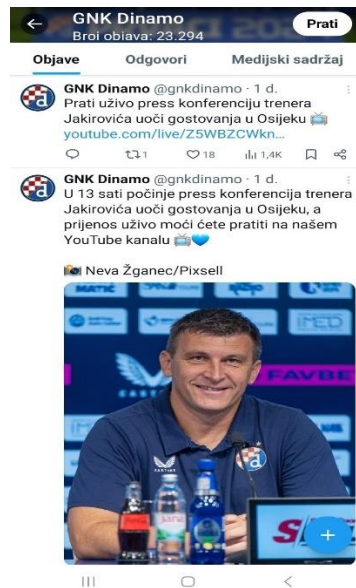 GNK Dinamo
Broj objava: 23.294
Prati
Objave Odgovori Medijski sadržaj
GNK Dinamo @gnkdinamo · 1 d.
Prati uživo press konferenciju trenera
Jakirovića uoči gostovanja u Osijeku
youtube.com/live/Z5WBZCWkn...
1 18 1,4K
GNK Dinamo @gnkdinamo · 1 d.
U 13 sati počinje press konferencija trenera
Jakirovića uoči gostovanja u Osijeku, a
prijenos uživo moći ćete pratiti na našem
YouTube kanalu 📺💙
📸 Neva Žganec/Pixsell
MATIĆ
FAVBE
Jana